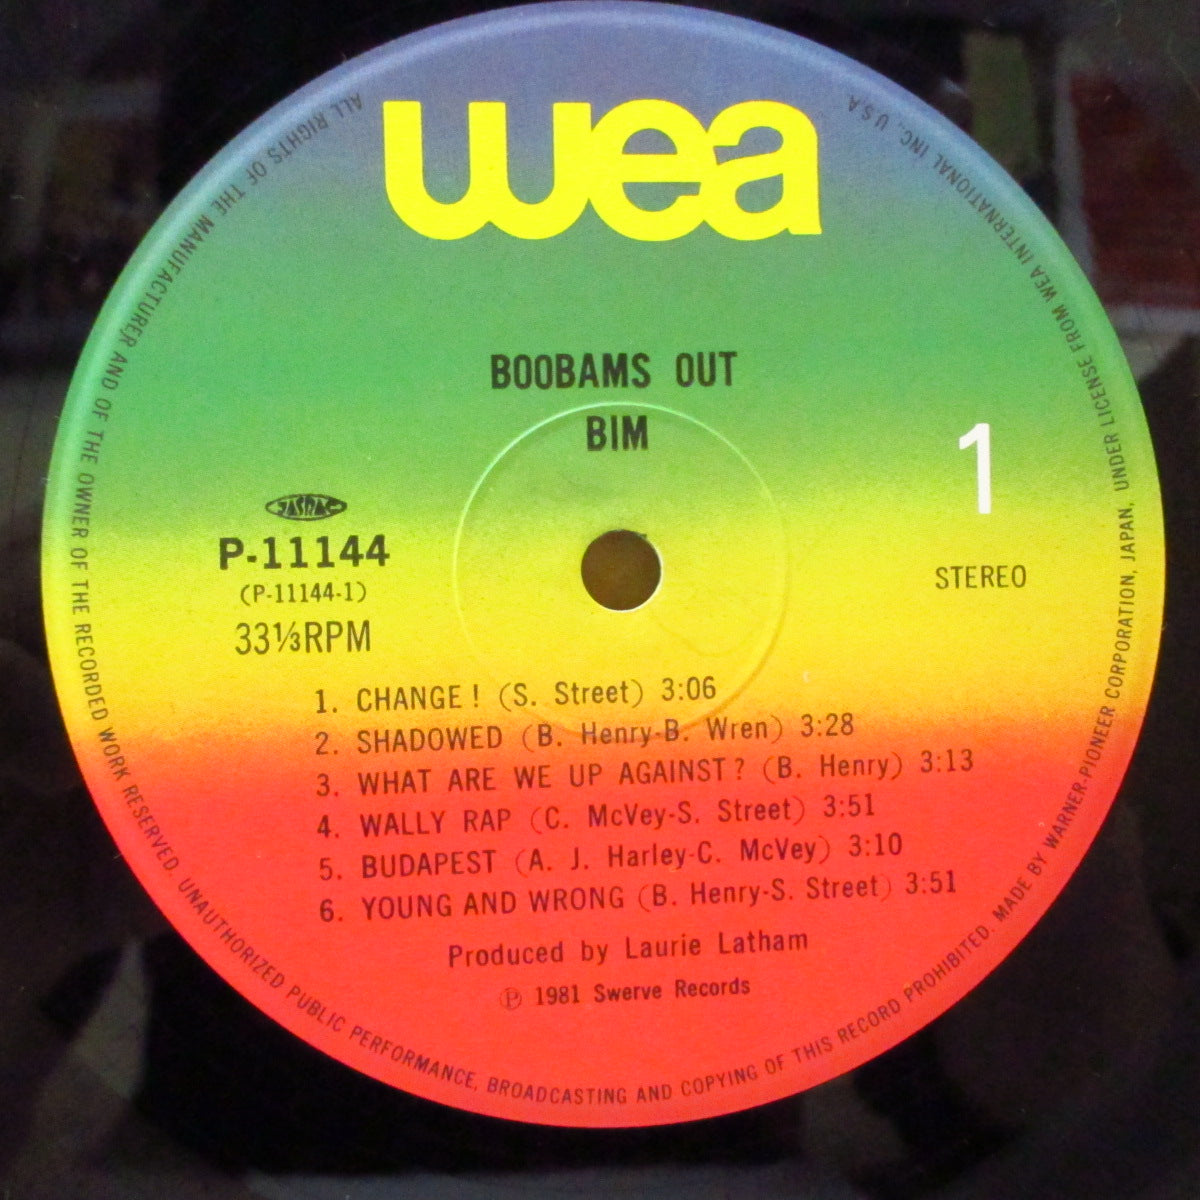 wea
BOOBAMS OUT
BIM
1
JASRAC
P-11144
(P-11144-1)
33⅓RPM
STEREO
1. CHANGE! (S. Street) 3:06
2. SHADOWED (B. Henry-B. Wren) 3:28
3. WHAT ARE WE UP AGAINST? (B. Henry) 3:13
4. WALLY RAP (C. McVey-S. Street) 3:51
5. BUDAPEST (A. J. Harley-C. McVey) 3:10
6. YOUNG AND WRONG (B. Henry-S. Street) 3:51
Produced by Laurie Latham
Ⓟ 1981 Swerve Records
ALL RIGHTS OF THE MANUFACTURER AND OF THE OWNER OF THE RECORDED WORK RESERVED. UNAUTHORIZED PUBLIC PERFORMANCE, BROADCASTING AND COPYING OF THIS RECORD PROHIBITED. MADE BY WARNER-PIONEER CORPORATION, JAPAN, UNDER LICENSE FROM WEA INTERNATIONAL INC., U.S.A